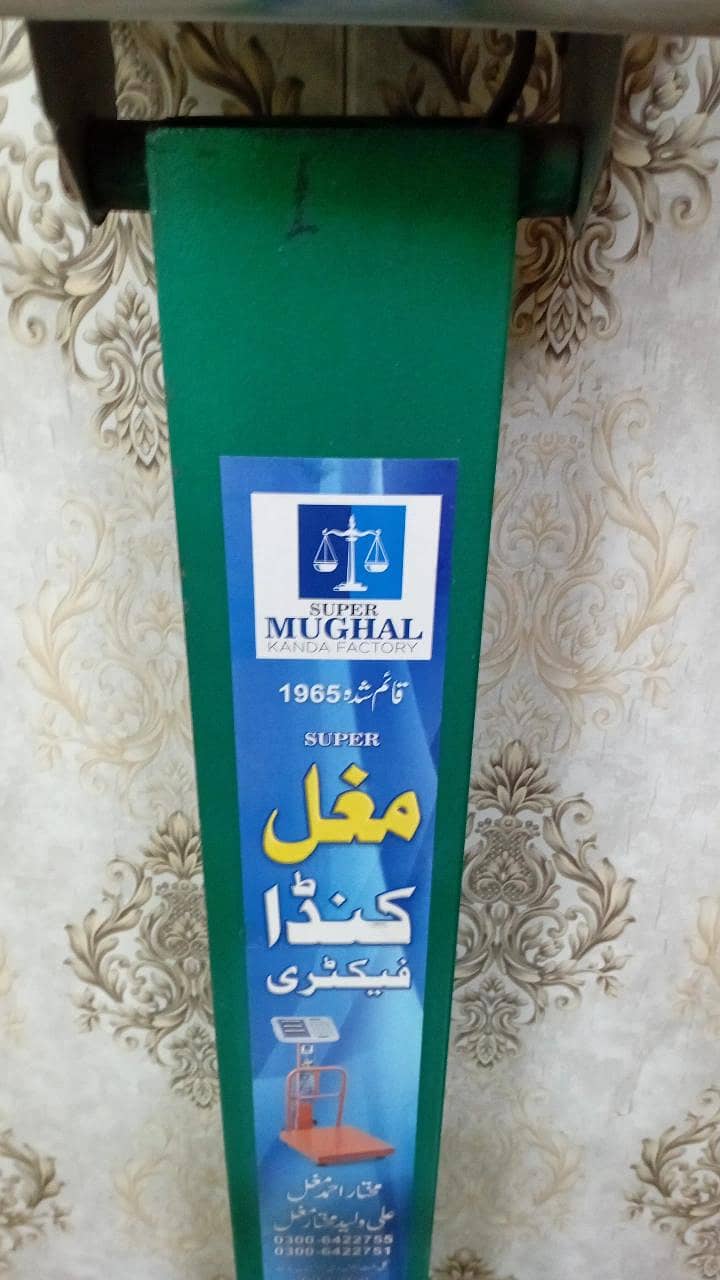 SUPER
MUGHAL
KANDA FACTORY
قائم شدہ 1965
SUPER
مغل
کنڈا
فیکٹری
مختار احمد مغل
علی ولید مختار مغل
0300-6422755
0300-6422751